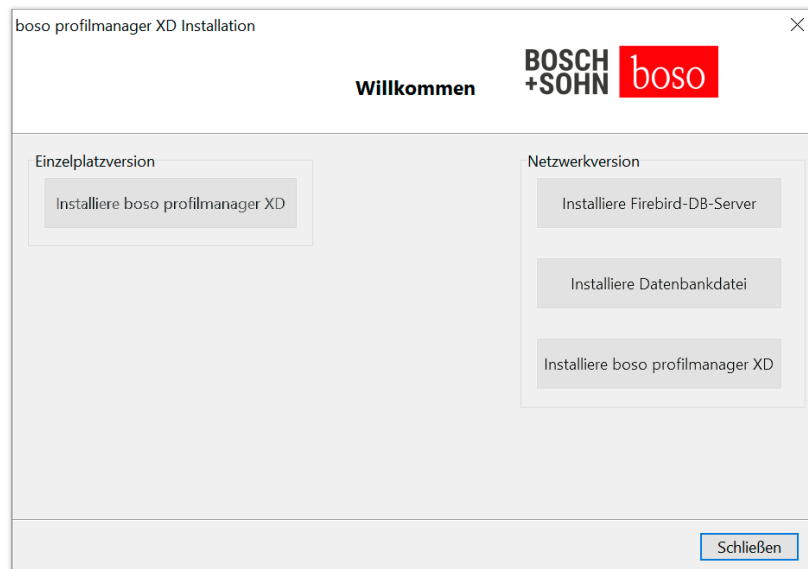 boso profilmanager XD Installation
Willkommen
BOSCH
+SOHN
boso
Einzelplatzversion
Installiere boso profilmanager XD
Netzwerkversion
Installiere Firebird-DB-Server
Installiere Datenbankdatei
Installiere boso profilmanager XD
Schließen